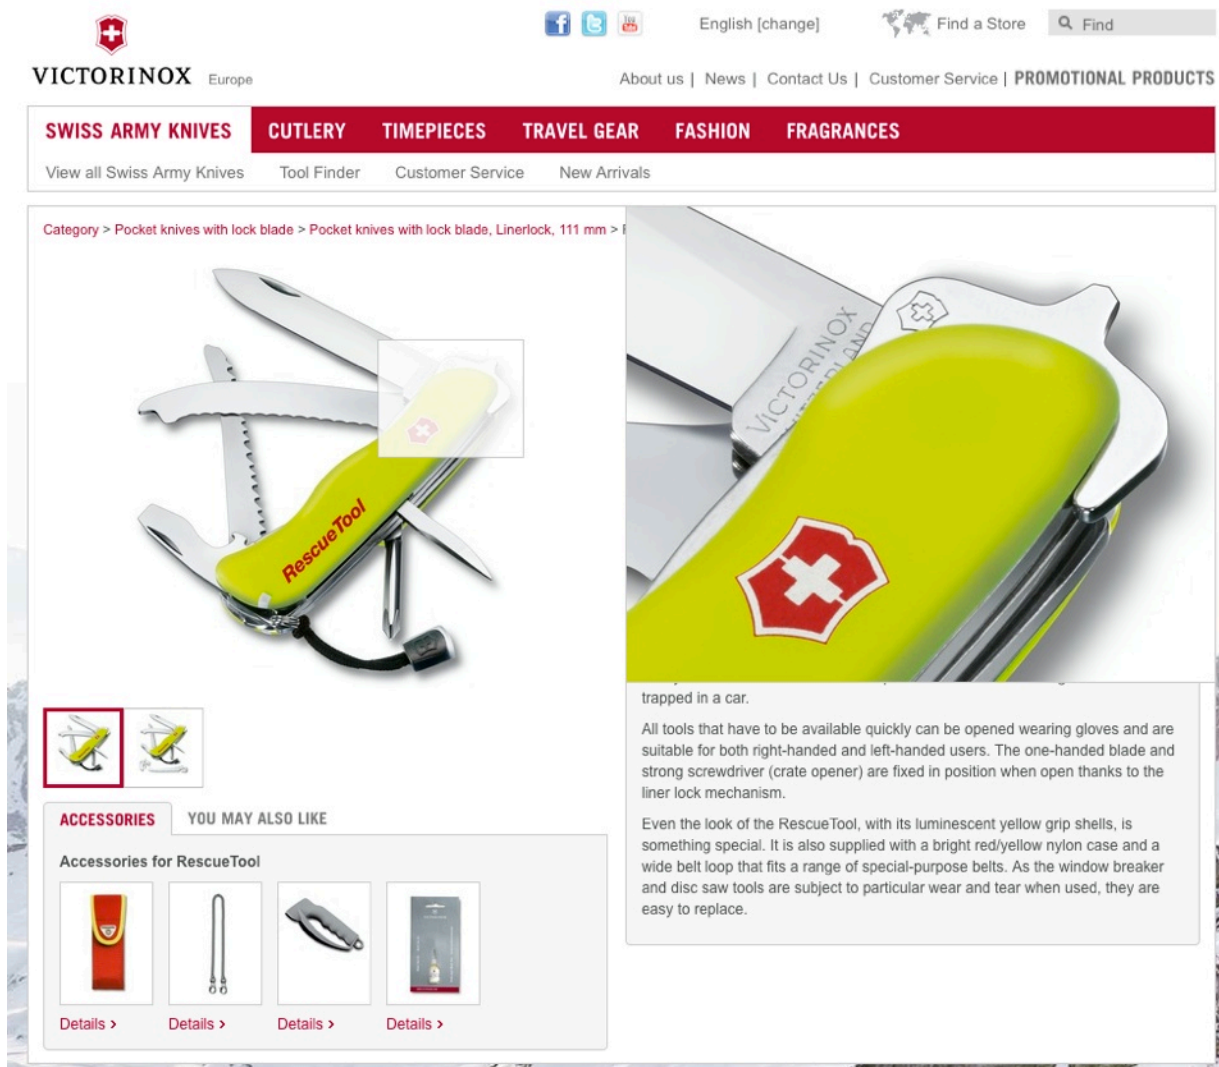 VICTORINOX Europe
English [change]
Find a Store
Find
About us | News | Contact Us | Customer Service | PROMOTIONAL PRODUCTS
SWISS ARMY KNIVES CUTLERY TIMEPIECES TRAVEL GEAR FASHION FRAGRANCES
View all Swiss Army Knives Tool Finder Customer Service New Arrivals
Category > Pocket knives with lock blade > Pocket knives with lock blade, Linerlock, 111 mm >
VICTORINOX
RescueTool
trapped in a car.
All tools that have to be available quickly can be opened wearing gloves and are
suitable for both right-handed and left-handed users. The one-handed blade and
strong screwdriver (crate opener) are fixed in position when open thanks to the
liner lock mechanism.
Even the look of the RescueTool, with its luminescent yellow grip shells, is
something special. It is also supplied with a bright red/yellow nylon case and a
wide belt loop that fits a range of special-purpose belts. As the window breaker
and disc saw tools are subject to particular wear and tear when used, they are
easy to replace.
ACCESSORIES YOU MAY ALSO LIKE
Accessories for RescueTool
Details › Details › Details › Details ›